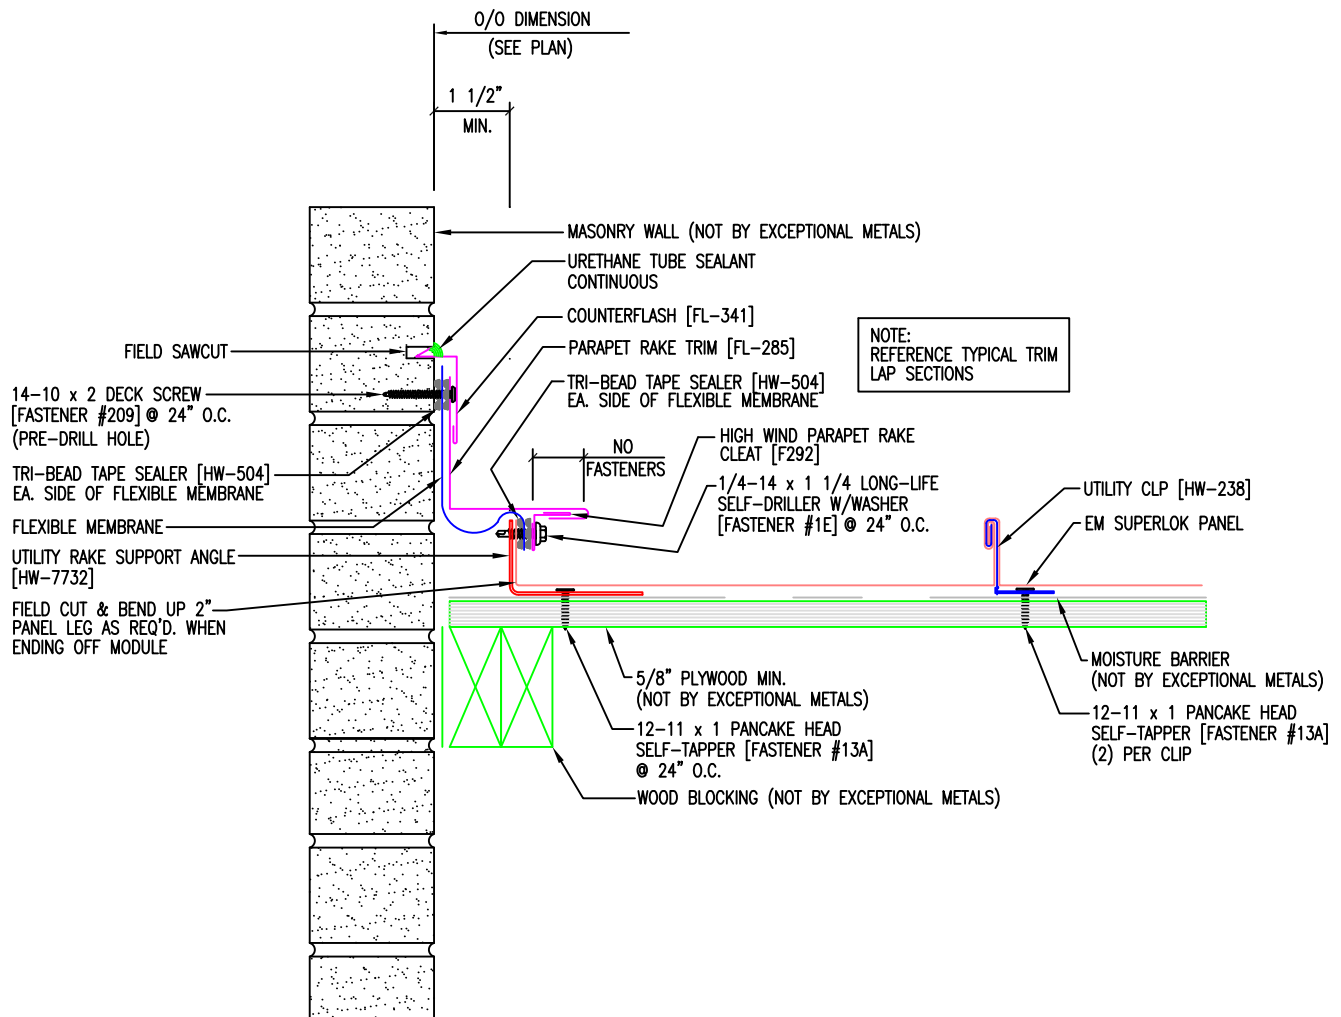 O/O DIMENSION
(SEE PLAN)
1 1/2"
MIN.
MASONRY WALL (NOT BY EXCEPTIONAL METALS)
URETHANE TUBE SEALANT
CONTINUOUS
COUNTERFLASH [FL-341]
PARAPET RAKE TRIM [FL-285]
TRI-BEAD TAPE SEALER [HW-504]
EA. SIDE OF FLEXIBLE MEMBRANE
NOTE:
REFERENCE TYPICAL TRIM
LAP SECTIONS
FIELD SAWCUT
14-10 x 2 DECK SCREW
[FASTENER #209] @ 24" O.C.
(PRE-DRILL HOLE)
TRI-BEAD TAPE SEALER [HW-504]
EA. SIDE OF FLEXIBLE MEMBRANE
FLEXIBLE MEMBRANE
UTILITY RAKE SUPPORT ANGLE
[HW-7732]
FIELD CUT & BEND UP 2"
PANEL LEG AS REQ'D. WHEN
ENDING OFF MODULE
NO
FASTENERS
HIGH WIND PARAPET RAKE
CLEAT [F292]
1/4-14 x 1 1/4 LONG-LIFE
SELF-DRILLER W/WASHER
[FASTENER #1E] @ 24" O.C.
UTILITY CLP [HW-238]
EM SUPERLOK PANEL
5/8" PLYWOOD MIN.
(NOT BY EXCEPTIONAL METALS)
12-11 x 1 PANCAKE HEAD
SELF-TAPPER [FASTENER #13A]
@ 24" O.C.
WOOD BLOCKING (NOT BY EXCEPTIONAL METALS)
MOISTURE BARRIER
(NOT BY EXCEPTIONAL METALS)
12-11 x 1 PANCAKE HEAD
SELF-TAPPER [FASTENER #13A]
(2) PER CLIP